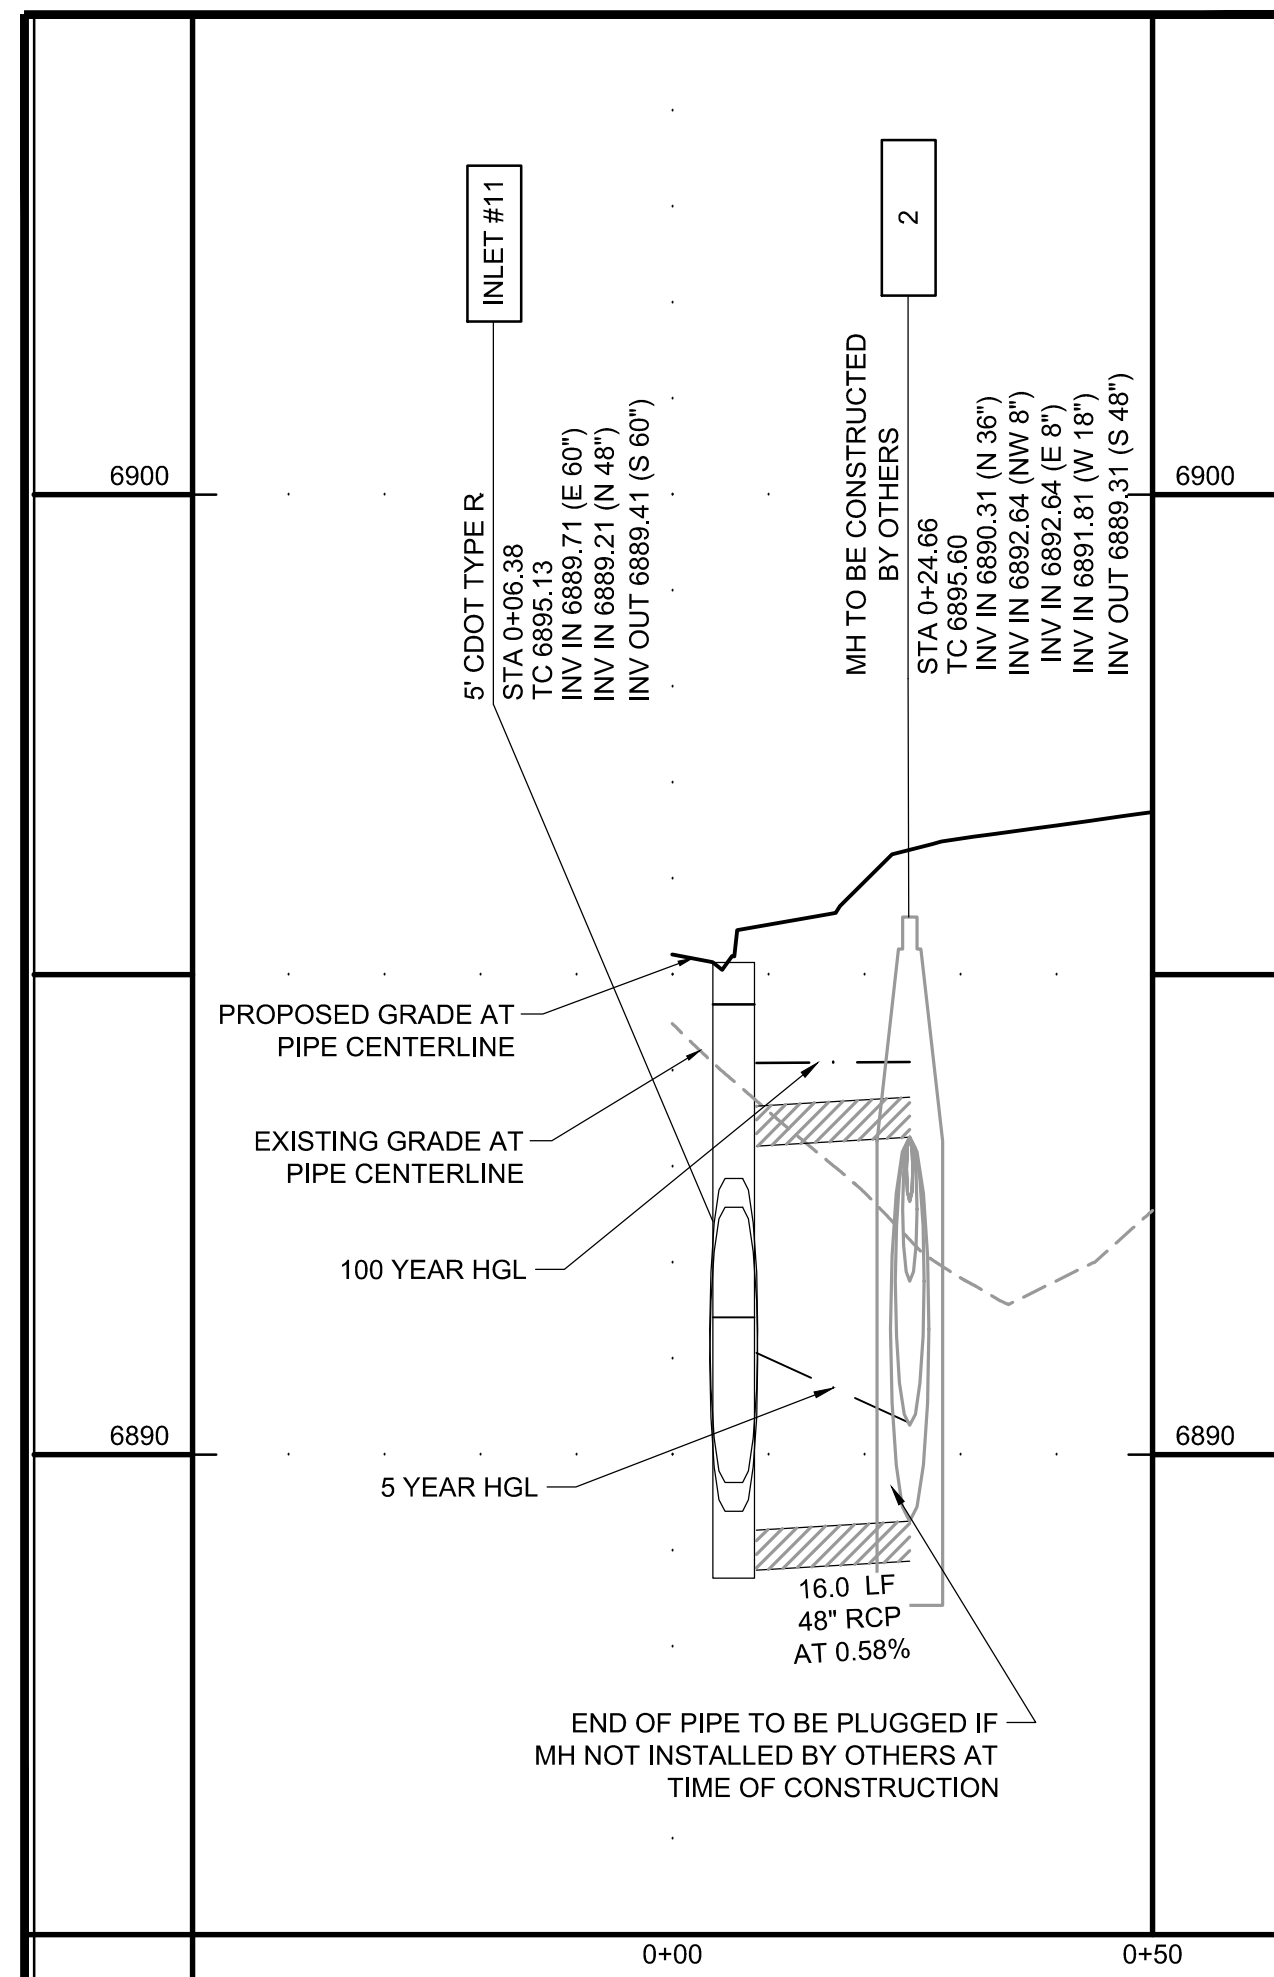 INLET #11
5' CDOT TYPE R
STA 0+06.38
TC 6895.13
INV IN 6889.71 (E 60")
INV IN 6889.21 (N 48")
INV OUT 6889.41 (S 60")
2
MH TO BE CONSTRUCTED
BY OTHERS
STA 0+24.66
TC 6895.60
INV IN 6890.31 (N 36")
INV IN 6892.64 (NW 8")
INV IN 6892.64 (E 8")
INV IN 6891.81 (W 18")
INV OUT 6889.31 (S 48")
6900
6900
PROPOSED GRADE AT
PIPE CENTERLINE
EXISTING GRADE AT
PIPE CENTERLINE
100 YEAR HGL
6890
6890
5 YEAR HGL
16.0 LF
48" RCP
AT 0.58%
END OF PIPE TO BE PLUGGED IF
MH NOT INSTALLED BY OTHERS AT
TIME OF CONSTRUCTION
0+00
0+50